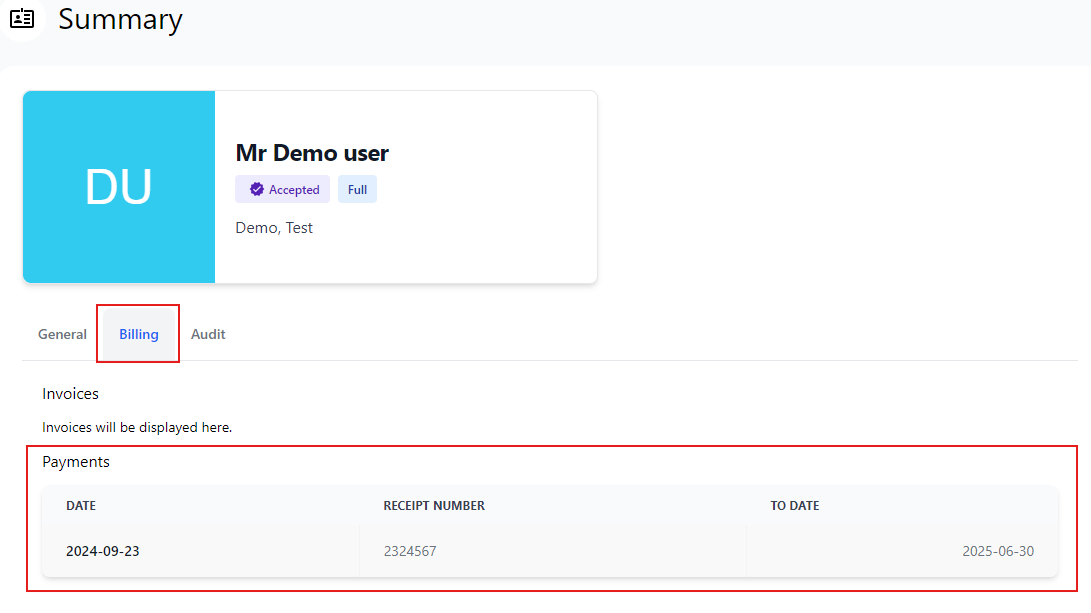 Summary
DU
Mr Demo user
Accepted Full
Demo, Test
General Billing Audit
Invoices
Invoices will be displayed here.
Payments
DATE RECEIPT NUMBER TO DATE
2024-09-23 2324567 2025-06-30